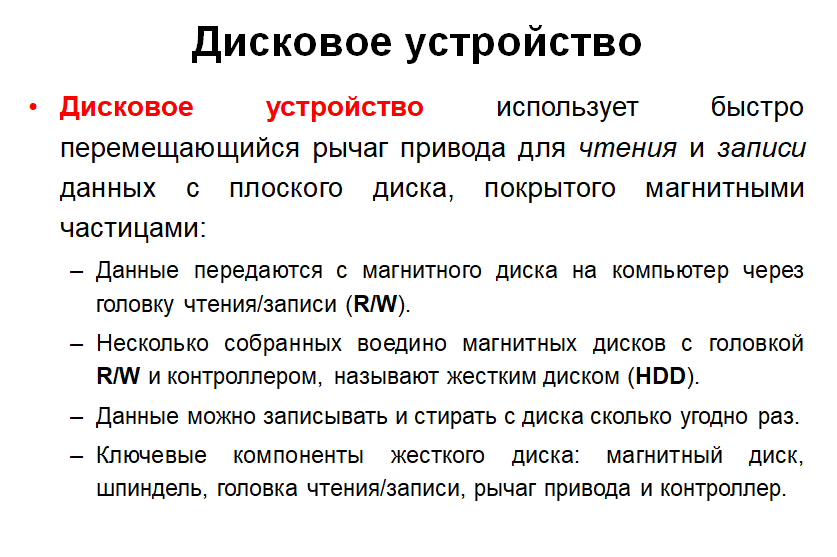 Дисковое устройство
• Дисковое устройство использует быстро
перемещающийся рычаг привода для чтения и записи
данных с плоского диска, покрытого магнитными
частицами:
– Данные передаются с магнитного диска на компьютер через
головку чтения/записи (R/W).
– Несколько собранных воедино магнитных дисков с головкой
R/W и контроллером, называют жестким диском (HDD).
– Данные можно записывать и стирать с диска сколько угодно раз.
– Ключевые компоненты жесткого диска: магнитный диск,
шпиндель, головка чтения/записи, рычаг привода и контроллер.